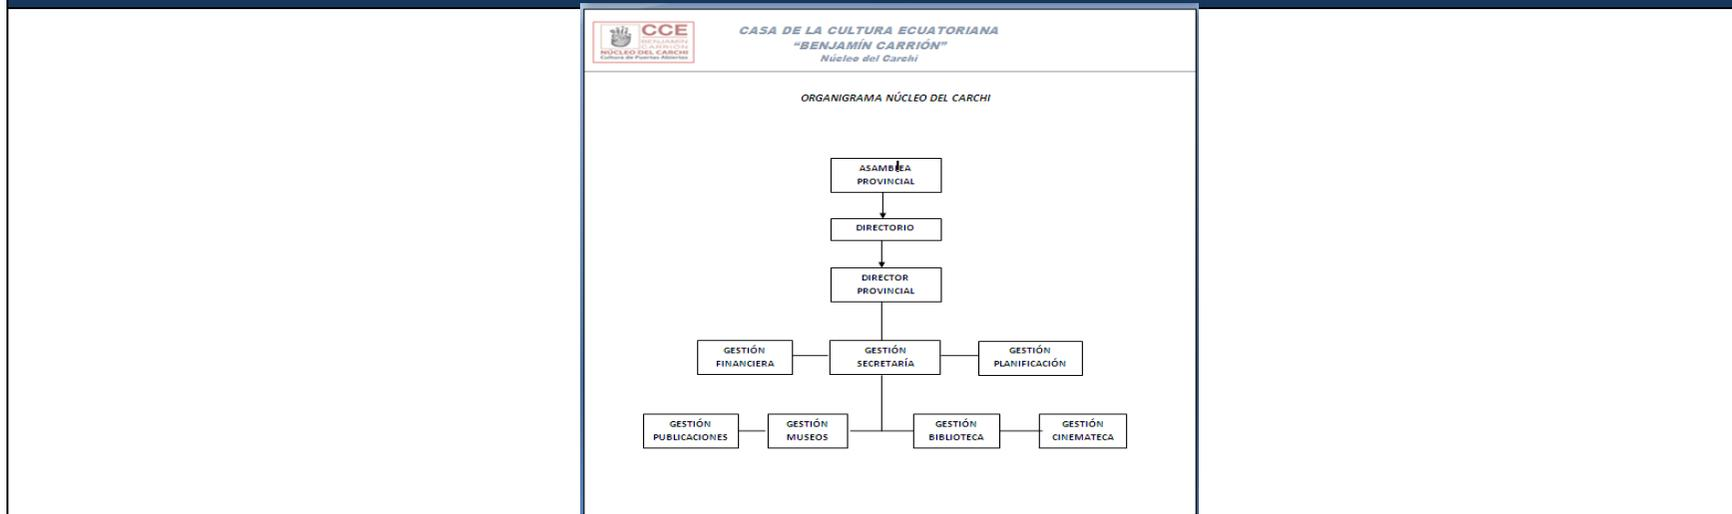 CCE
BENJAMÍN
CARRIÓN
NÚCLEO DEL CARCHI
Cultura de Puertas Abiertas
CASA DE LA CULTURA ECUATORIANA
“BENJAMÍN CARRIÓN”
Núcleo del Carchi
ORGANIGRAMA NÚCLEO DEL CARCHI
ASAMBLEA
PROVINCIAL
DIRECTORIO
DIRECTOR
PROVINCIAL
GESTIÓN
FINANCIERA
GESTIÓN
SECRETARÍA
GESTIÓN
PLANIFICACIÓN
GESTIÓN
PUBLICACIONES
GESTIÓN
MUSEOS
GESTIÓN
BIBLIOTECA
GESTIÓN
CINEMATECA